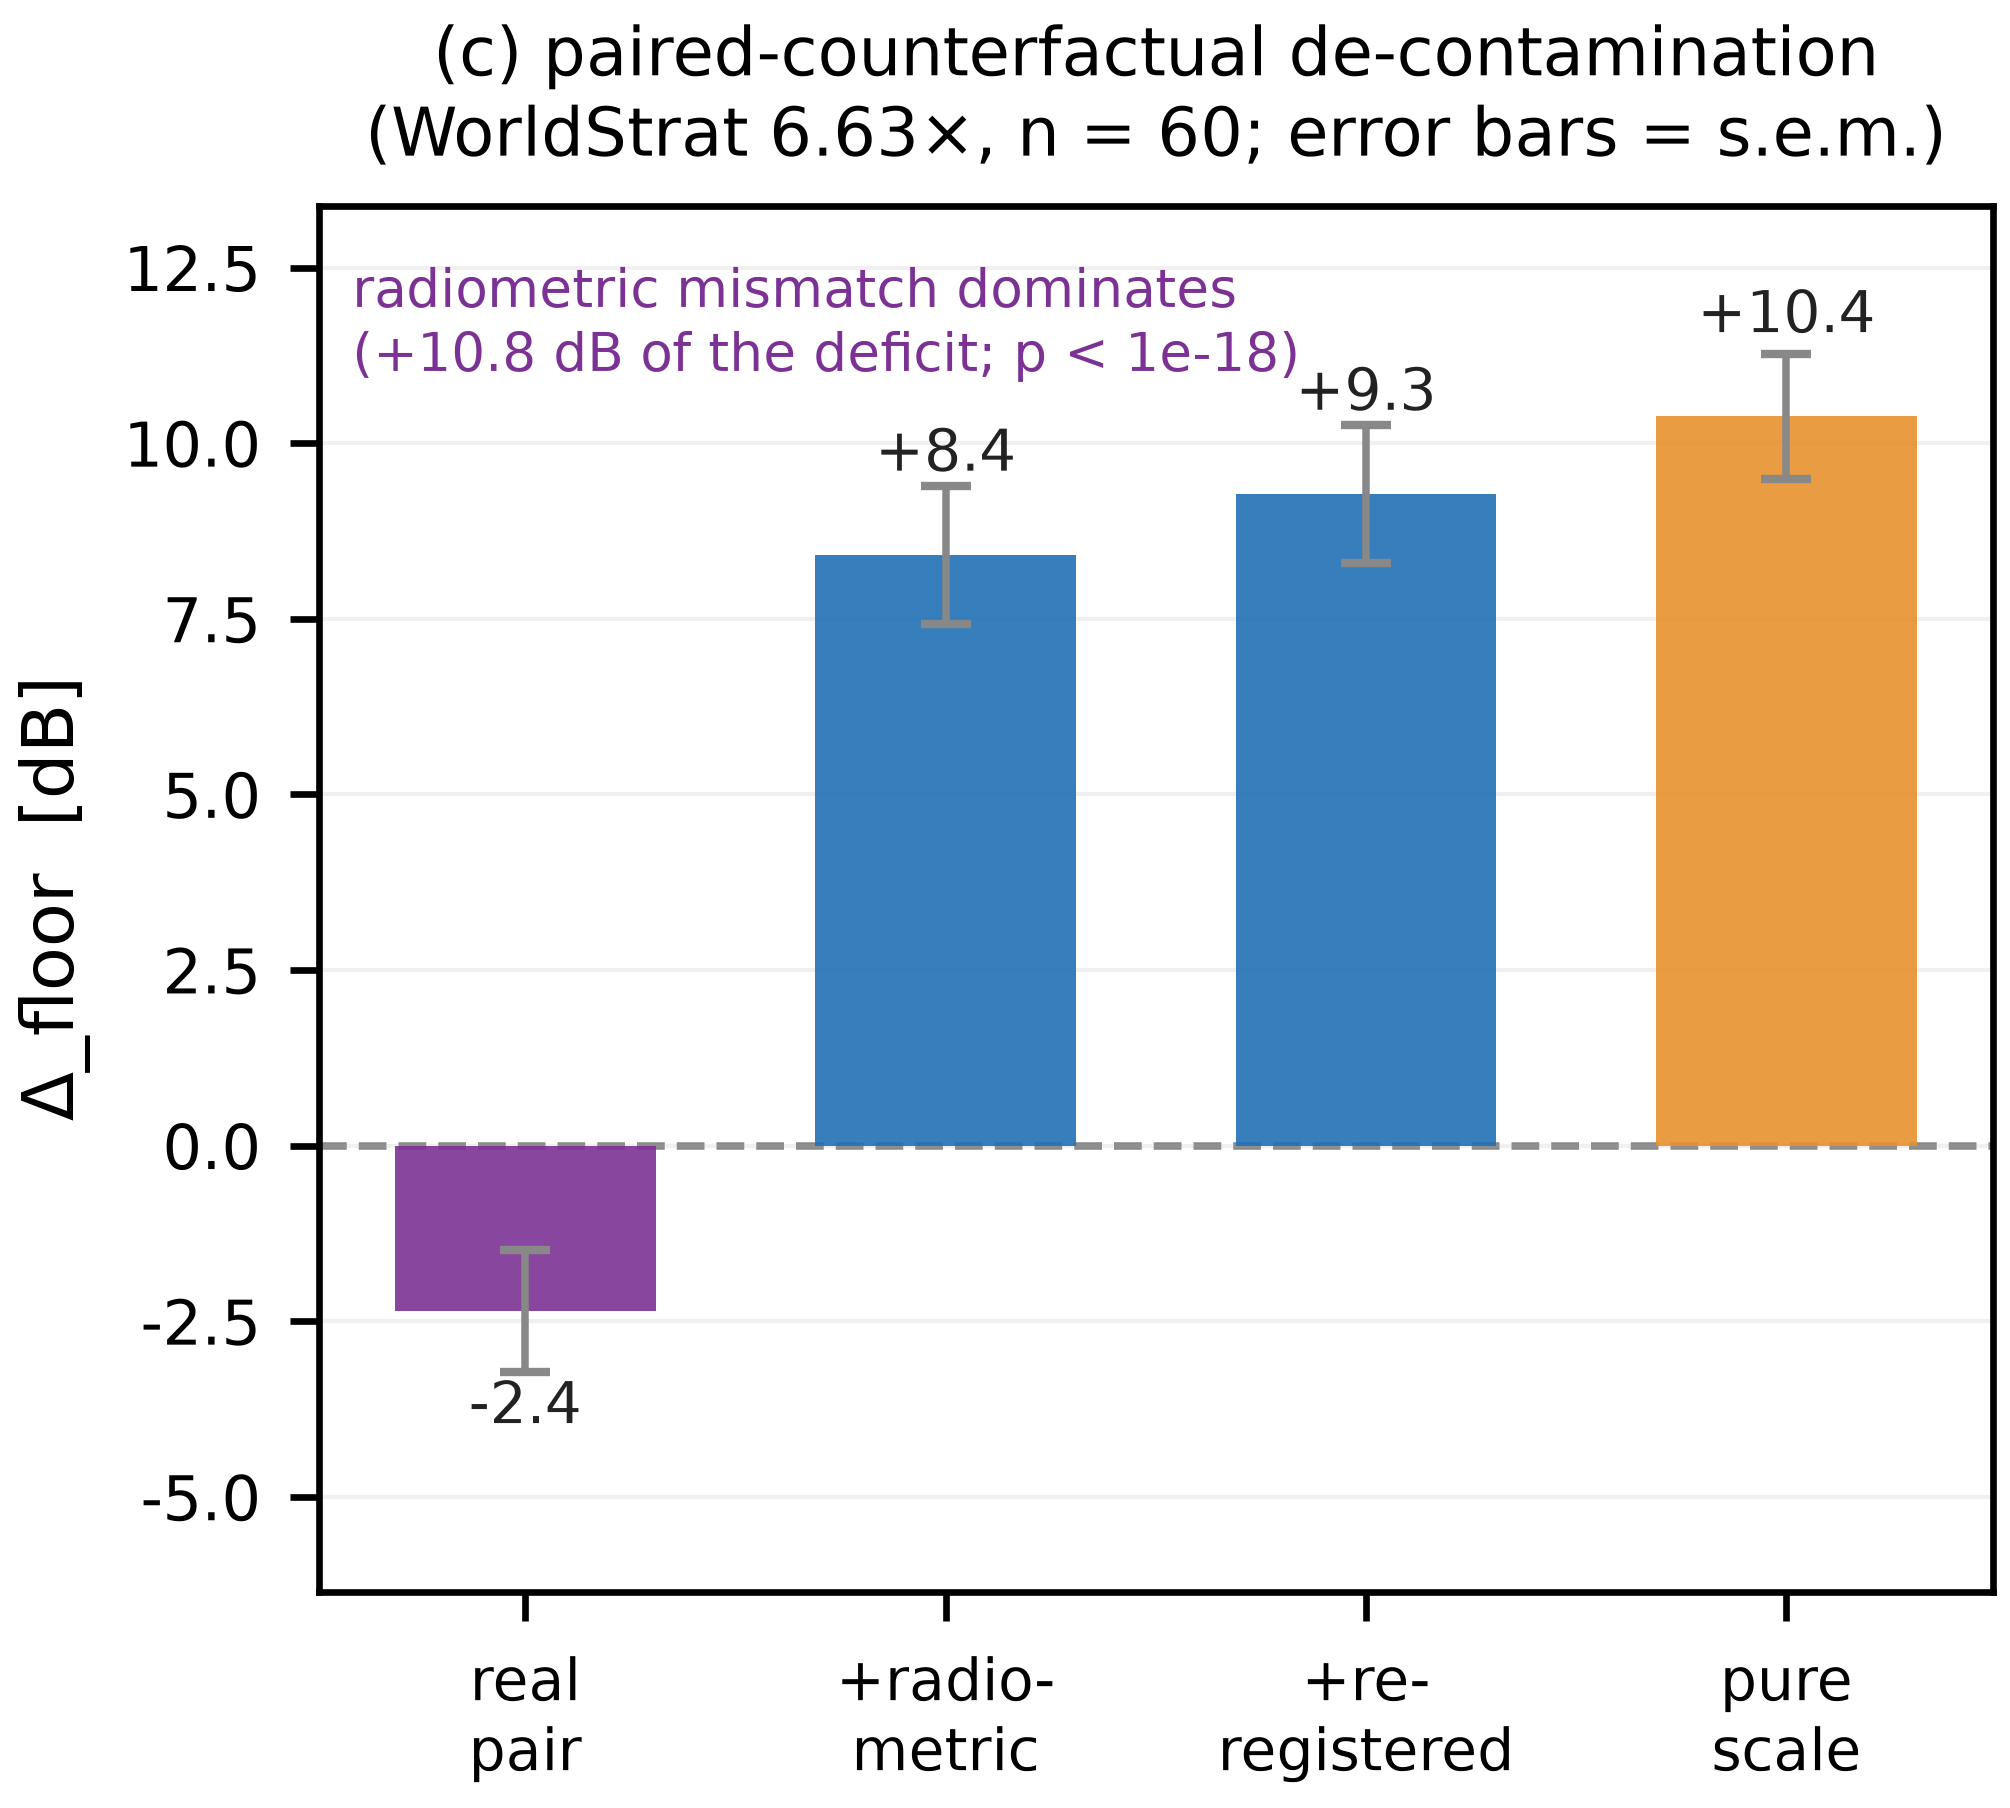 (c) paired-counterfactual de-contamination
(WorldStrat 6.63×, n = 60; error bars = s.e.m.)
Δ_floor [dB]
12.5
10.0
7.5
5.0
2.5
0.0
-2.5
-5.0
radiometric mismatch dominates
(+10.8 dB of the deficit; p < 1e-18)
-2.4
+8.4
+9.3
+10.4
real
pair
+radio-
metric
+re-
registered
pure
scale